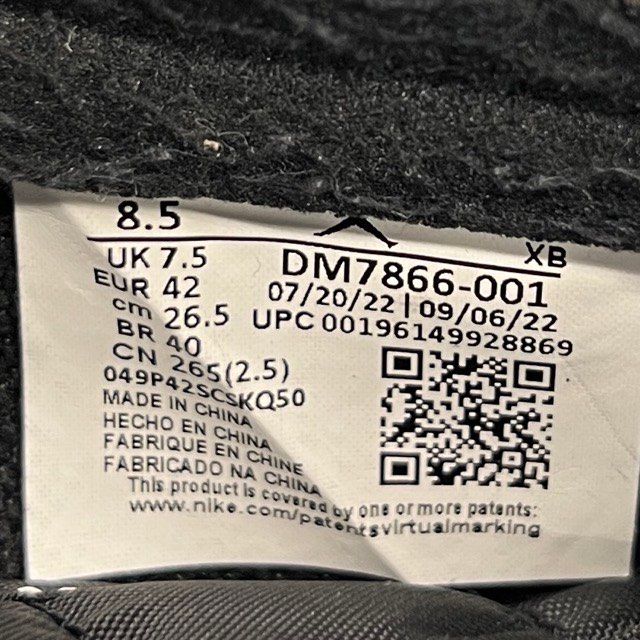 8.5
XB
UK 7.5
EUR 42
cm 26.5
BR 40
CN 265(2.5)
DM7866-001
07/20/22 | 09/06/22
UPC 00196149928869
049P42SCSKQ50
MADE IN CHINA
HECHO EN CHINA
FABRIQUE EN CHINE
FABRICADO NA CHINA
This product is covered by one or more patents:
www.nike.com/patentsvirtualmarking